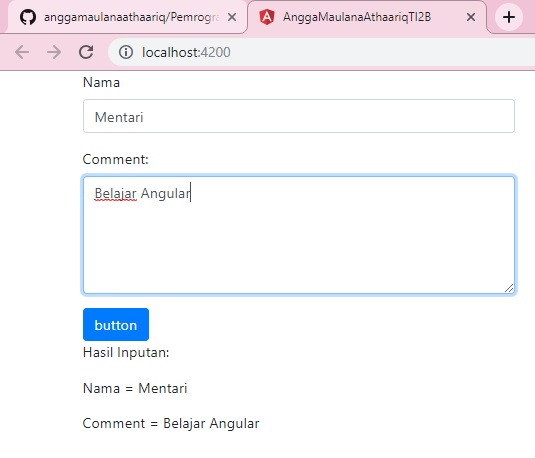 anggamaulanaathaariq/Pemrogra
AnggaMaulanaAthaariqTI2B
localhost:4200
Nama
Mentari
Comment:
Belajar Angular
button
Hasil Inputan:
Nama = Mentari
Comment = Belajar Angular